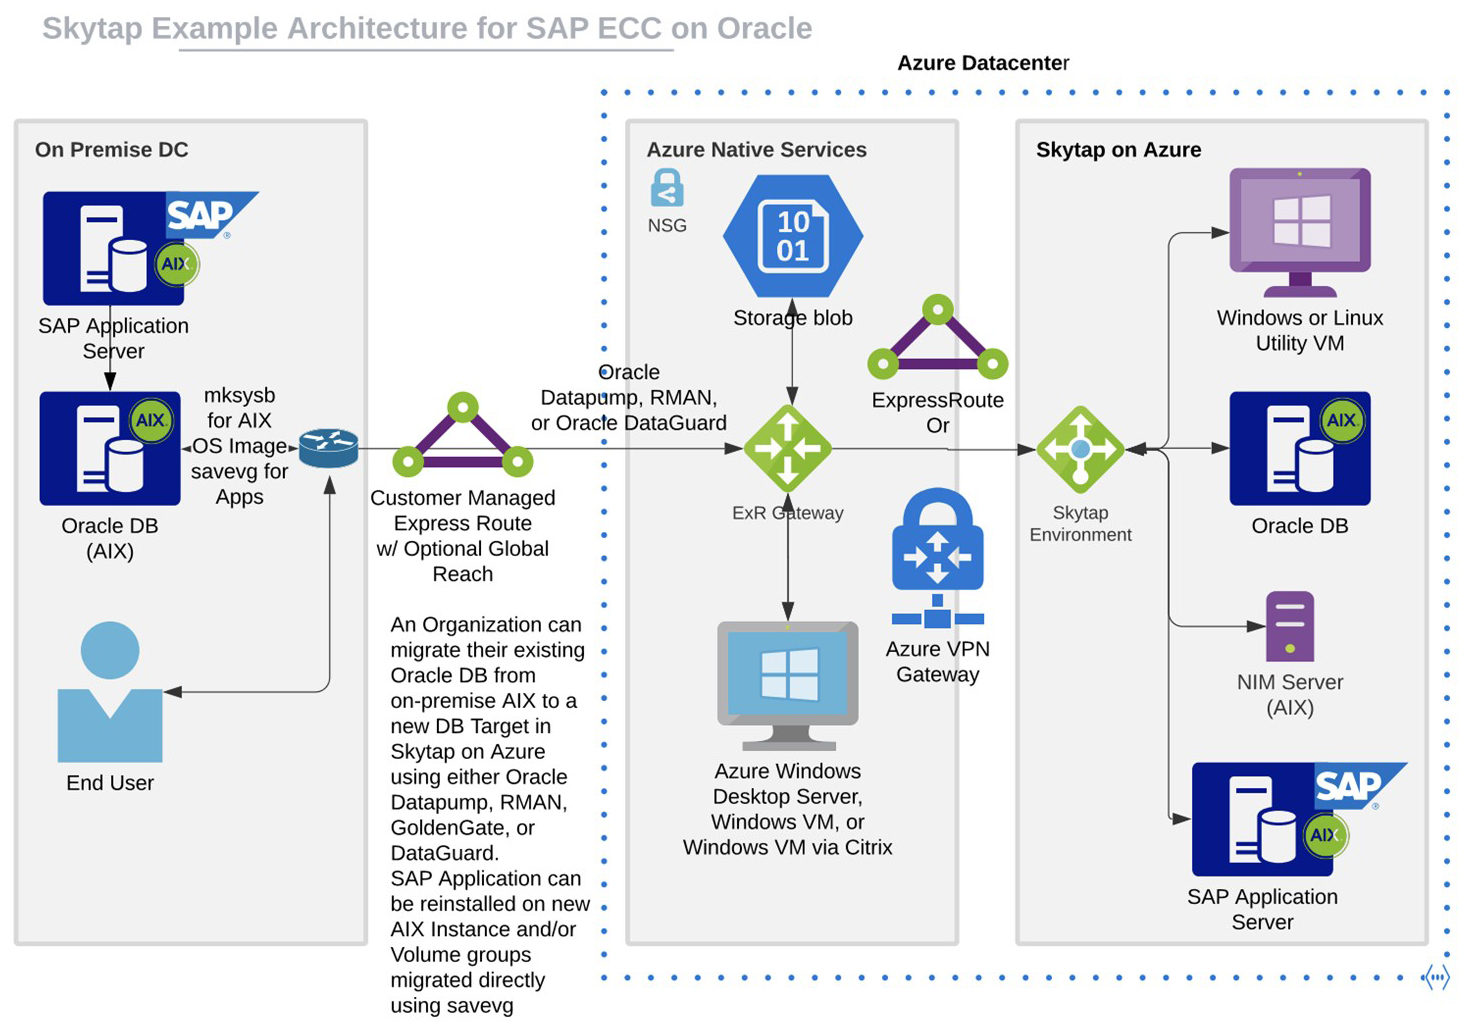 Skytap Example Architecture for SAP ECC on Oracle
Azure Datacenter
On Premise DC
SAP
®
AIX
SAP Application
Server
AIX
Oracle DB
(AIX)
mksysb
for AIX
OS Image
savevg for
Apps
End User
Customer Managed
Express Route
w/ Optional Global
Reach
An Organization can
migrate their existing
Oracle DB from
on-premise AIX to a
new DB Target in
Skytap on Azure
using either Oracle
Datapump, RMAN,
GoldenGate, or
DataGuard.
SAP Application can
be reinstalled on new
AIX Instance and/or
Volume groups
migrated directly
using savevg
Oracle
Datapump, RMAN,
or Oracle DataGuard
Azure Native Services
NSG
10
01
Storage blob
ExR Gateway
Azure Windows
Desktop Server,
Windows VM, or
Windows VM via Citrix
ExpressRoute
Or
Azure VPN
Gateway
Skytap on Azure
Skytap
Environment
Windows or Linux
Utility VM
AIX
Oracle DB
NIM Server
(AIX)
SAP
®
AIX
SAP Application
Server